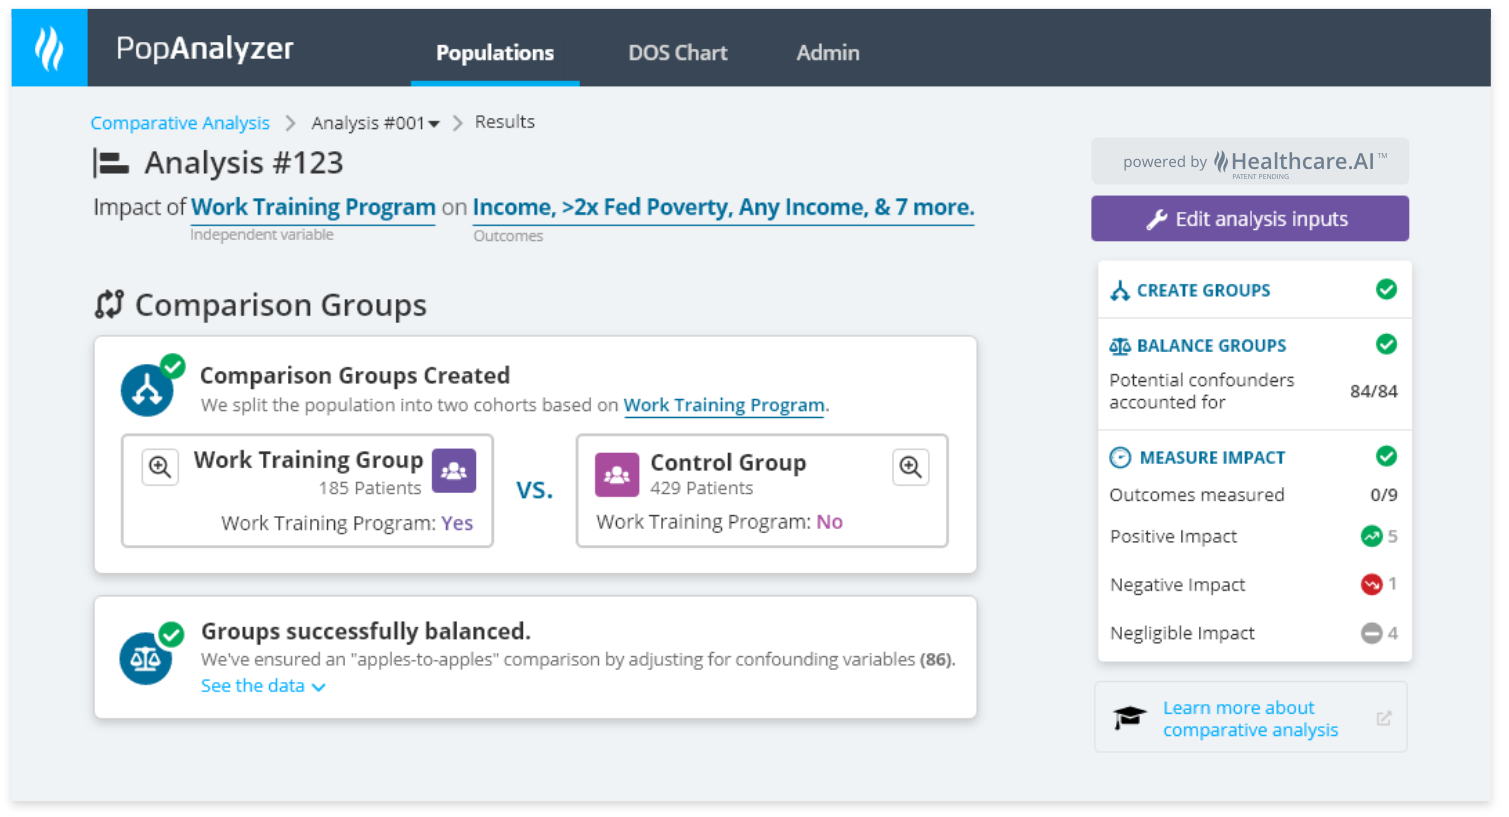 PopAnalyzer
Populations
DOS Chart
Admin
Comparative Analysis
Analysis #001
Results
Analysis #123
Impact of Work Training Program on Income, >2x Fed Poverty, Any Income, & 7 more.
Independent variable
Outcomes
powered by Healthcare.AI™
PATENT PENDING
Edit analysis inputs
Comparison Groups
Comparison Groups Created
We split the population into two cohorts based on Work Training Program.
Work Training Group
185 Patients
Work Training Program: Yes
VS.
Control Group
429 Patients
Work Training Program: No
Groups successfully balanced.
We've ensured an "apples-to-apples" comparison by adjusting for confounding variables (86).
See the data
CREATE GROUPS
BALANCE GROUPS
Potential confounders
accounted for
84/84
MEASURE IMPACT
Outcomes measured 0/9
Positive Impact 5
Negative Impact 1
Negligible Impact 4
Learn more about
comparative analysis